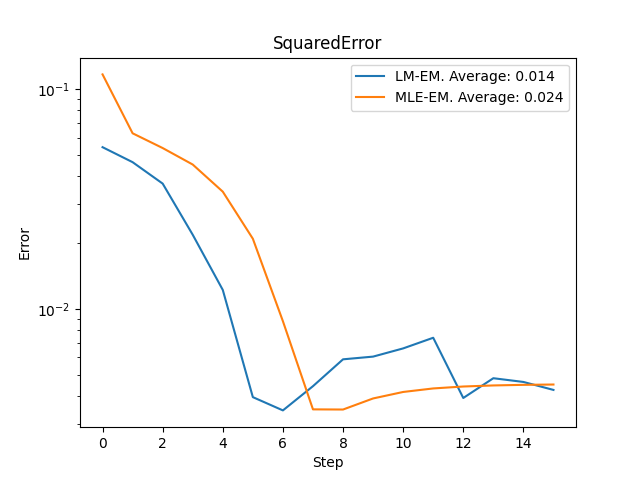 SquaredError
LM-EM. Average: 0.014
MLE-EM. Average: 0.024
10⁻¹
10⁻²
Error
0 2 4 6 8 10 12 14
Step